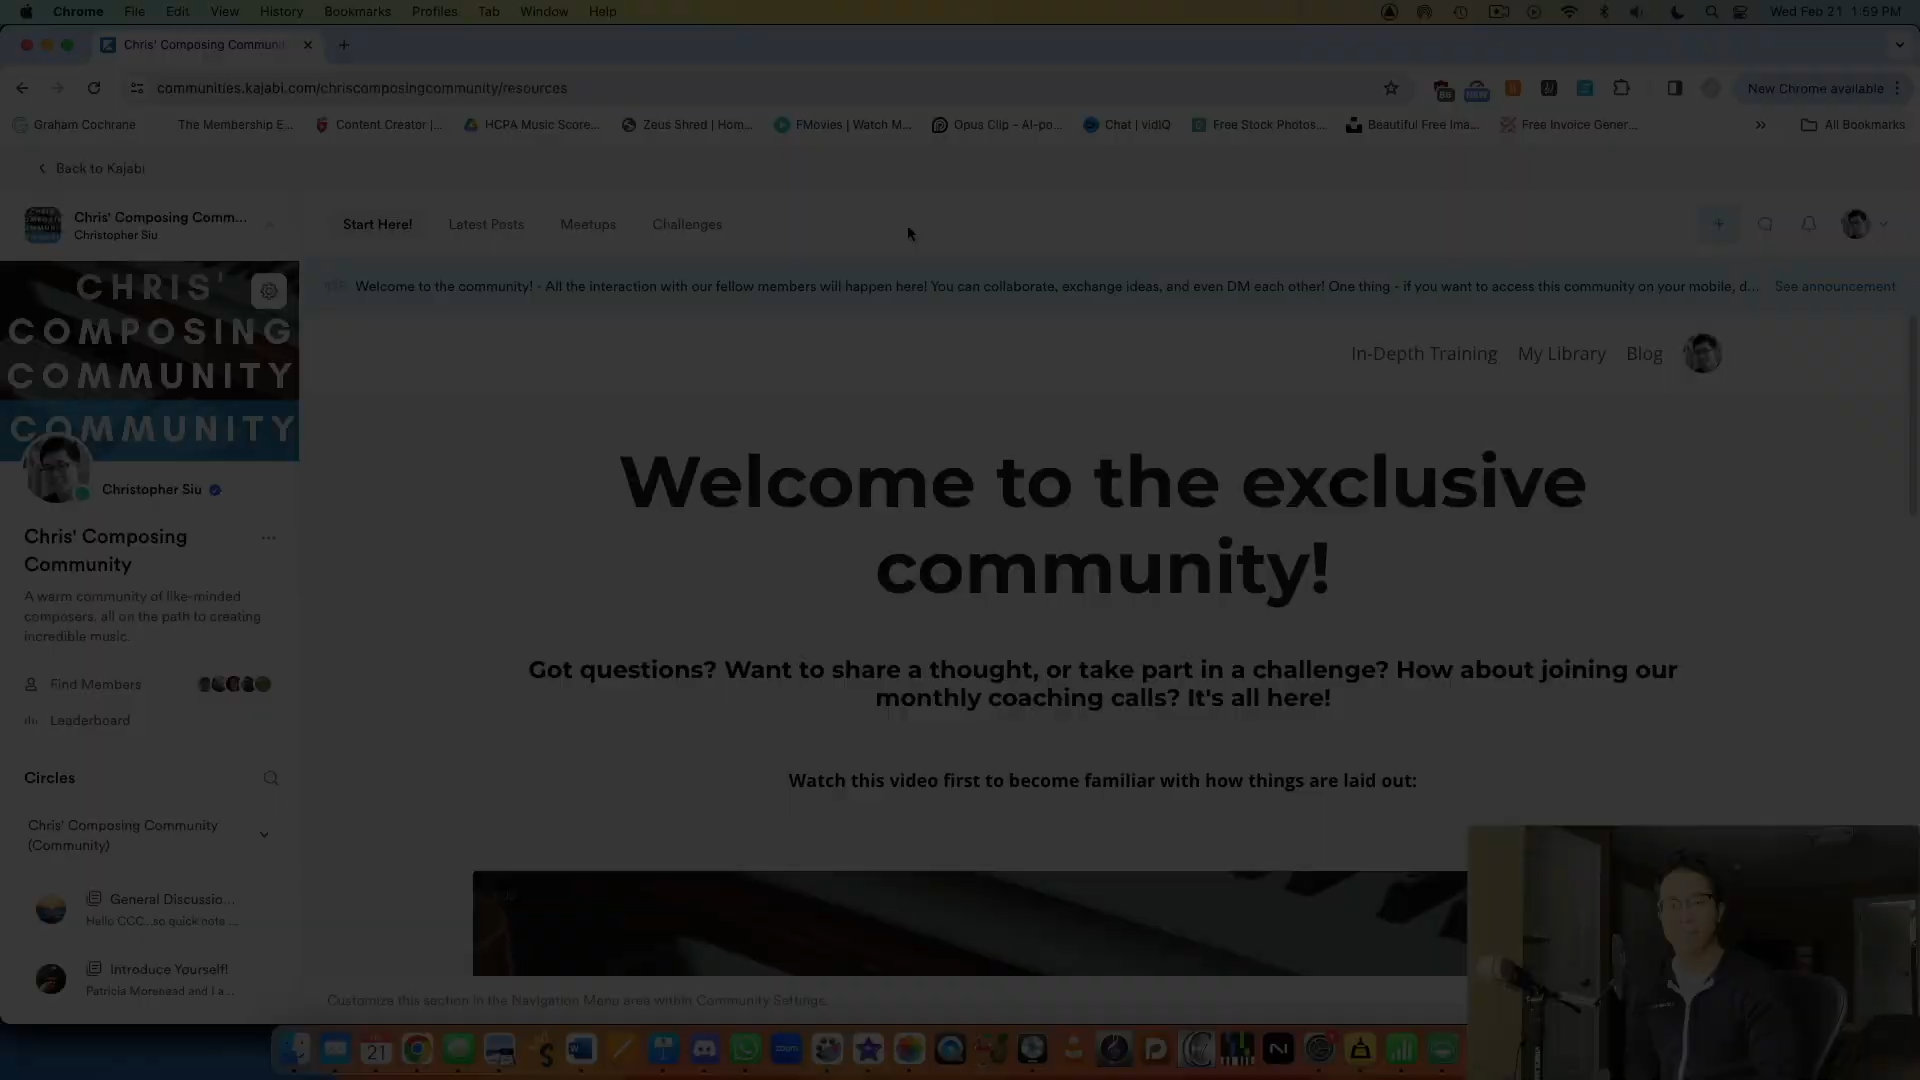 Chrome File Edit View History Bookmarks Profiles Tab Window Help Wed Feb 21 1:59 PM
Chris' Composing Communi
communities.kajabi.com/chriscomposingcommunity/resources New Chrome available
Graham Cochrane The Membership E... Content Creator |... HCPA Music Score... Zeus Shred | Hom... FMovies | Watch M... Opus Clip - AI-po... Chat | vidIQ Free Stock Photos... Beautiful Free Ima... Free Invoice Gener... All Bookmarks
Back to Kajabi
Chris' Composing Comm...
Christopher Siu
Start Here! Latest Posts Meetups Challenges
Welcome to the community! - All the interaction with our fellow members will happen here! You can collaborate, exchange ideas, and even DM each other! One thing - if you want to access this community on your mobile, d... See announcement
CHRIS'
COMPOSING
COMMUNITY
COMMUNITY
Christopher Siu
Chris' Composing
Community
A warm community of like-minded
composers, all on the path to creating
incredible music.
Find Members
Leaderboard
Circles
Chris' Composing Community
(Community)
General Discussio...
Hello CCC...so quick note ...
Introduce Yourself!
Patricia Morehead and I a...
In-Depth Training My Library Blog
Welcome to the exclusive
community!
Got questions? Want to share a thought, or take part in a challenge? How about joining our
monthly coaching calls? It's all here!
Watch this video first to become familiar with how things are laid out:
Customize this section in the Navigation Menu area within Community Settings.
21
zoom